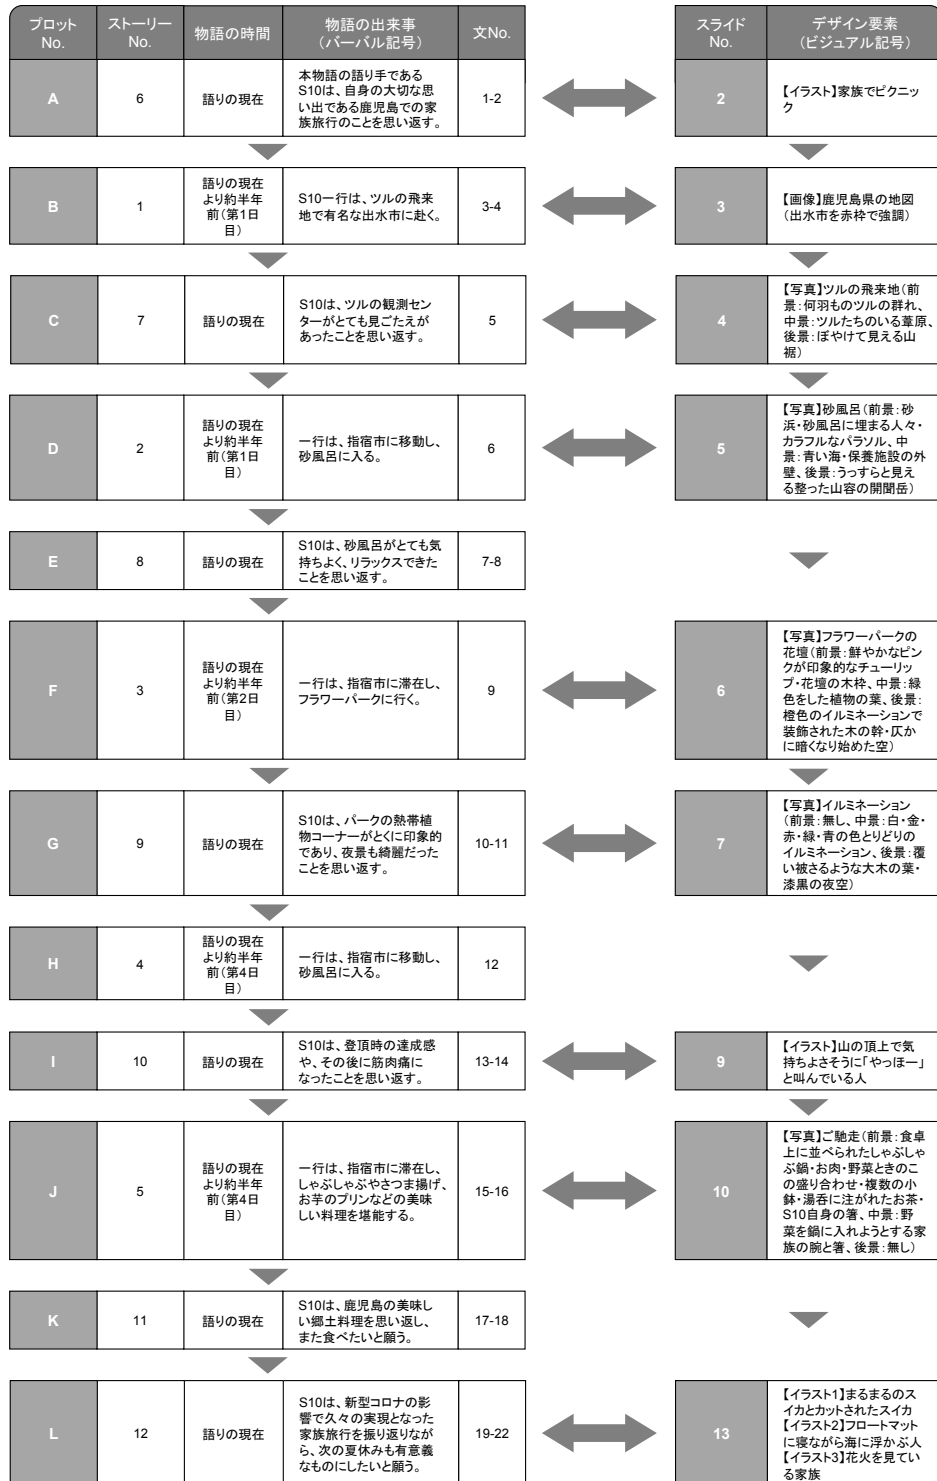 プロット
No.
ストーリー
No.
物語の時間
物語の出来事
（バーバル記号）
文No.
スライド
No.
デザイン要素
（ビジュアル記号）
A
6
語りの現在
本物語の語り手である
S10は、自身の大切な思
い出である鹿児島での家
族旅行のことを思い返す。
1-2
2
【イラスト】家族でピクニッ
ク
B
1
語りの現在
より約半年
前（第1日
目）
S10一行は、ツルの飛来
地で有名な出水市に赴く。
3-4
3
【画像】鹿児島県の地図
（出水市を赤枠で強調）
C
7
語りの現在
S10は、ツルの観測セン
ターがとても見ごたえが
あったことを思い返す。
5
4
【写真】ツルの飛来地（前
景：何羽ものツルの群れ、
中景：ツルたちのいる葦原、
後景：ぼやけて見える山
裾）
D
2
語りの現在
より約半年
前（第1日
目）
一行は、指宿市に移動し、
砂風呂に入る。
6
5
【写真】砂風呂（前景：砂
浜・砂風呂に埋まる人々・
カラフルなパラソル、中
景：青い海・保養施設の外
壁、後景：うっすらと見え
る整った山容の開聞岳）
E
8
語りの現在
S10は、砂風呂がとても気
持ちよく、リラックスできた
ことを思い返す。
7-8
F
3
語りの現在
より約半年
前（第2日
目）
一行は、指宿市に滞在し、
フラワーパークに行く。
9
6
【写真】フラワーパークの
花壇（前景：鮮やかなピン
クが印象的なチューリッ
プ・花壇の木枠、中景：緑
色をした植物の葉、後景：
橙色のイルミネーションで
装飾された木の幹・仄か
に暗くなり始めた空）
G
9
語りの現在
S10は、パークの熱帯植
物コーナーがとくに印象的
であり、夜景も綺麗だった
ことを思い返す。
10-11
7
【写真】イルミネーション
（前景：無し、中景：白・金・
赤・緑・青の色とりどりの
イルミネーション、後景：覆
い被さるような大木の葉・
漆黒の夜空）
H
4
語りの現在
より約半年
前（第4日
目）
一行は、指宿市に移動し、
砂風呂に入る。
12
I
10
語りの現在
S10は、登頂時の達成感
や、その後に筋肉痛に
なったことを思い返す。
13-14
9
【イラスト】山の頂上で気
持ちよさそうに「やっほー」
と叫んでいる人
J
5
語りの現在
より約半年
前（第4日
目）
一行は、指宿市に滞在し、
しゃぶしゃぶやさつま揚げ、
お芋のプリンなどの美味
しい料理を堪能する。
15-16
10
【写真】ご馳走（前景：食卓
上に並べられたしゃぶしゃ
ぶ鍋・お肉・野菜ときのこ
の盛り合わせ・複数の小
鉢・湯呑に注がれたお茶・
S10自身の箸、中景：野
菜を鍋に入れようとする家
族の腕と箸、後景：無し）
K
11
語りの現在
S10は、鹿児島の美味し
い郷土料理を思い返し、
また食べたいと願う。
17-18
L
12
語りの現在
S10は、新型コロナの影
響で久々の実現となった
家族旅行を振り返りなが
ら、次の夏休みも有意義
なものにしたいと願う。
19-22
13
【イラスト1】まるまるのス
イカとカットされたスイカ
【イラスト2】フロートマット
に寝ながら海に浮かぶ人
【イラスト3】花火を見てい
る家族